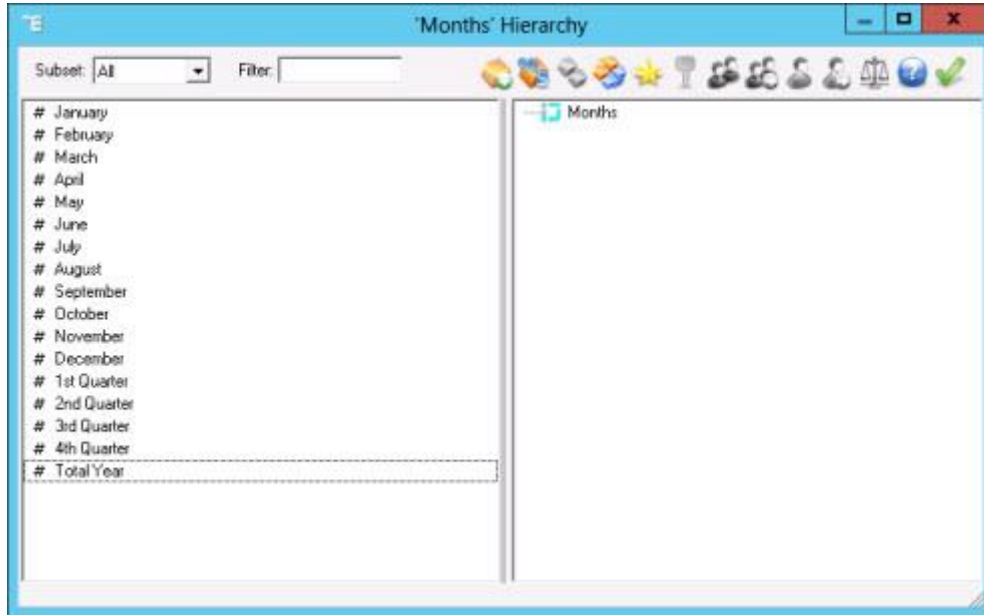 'Months' Hierarchy
Subset: All Filter:
# January
# February
# March
# April
# May
# June
# July
# August
# September
# October
# November
# December
# 1st Quarter
# 2nd Quarter
# 3rd Quarter
# 4th Quarter
# Total Year
Months